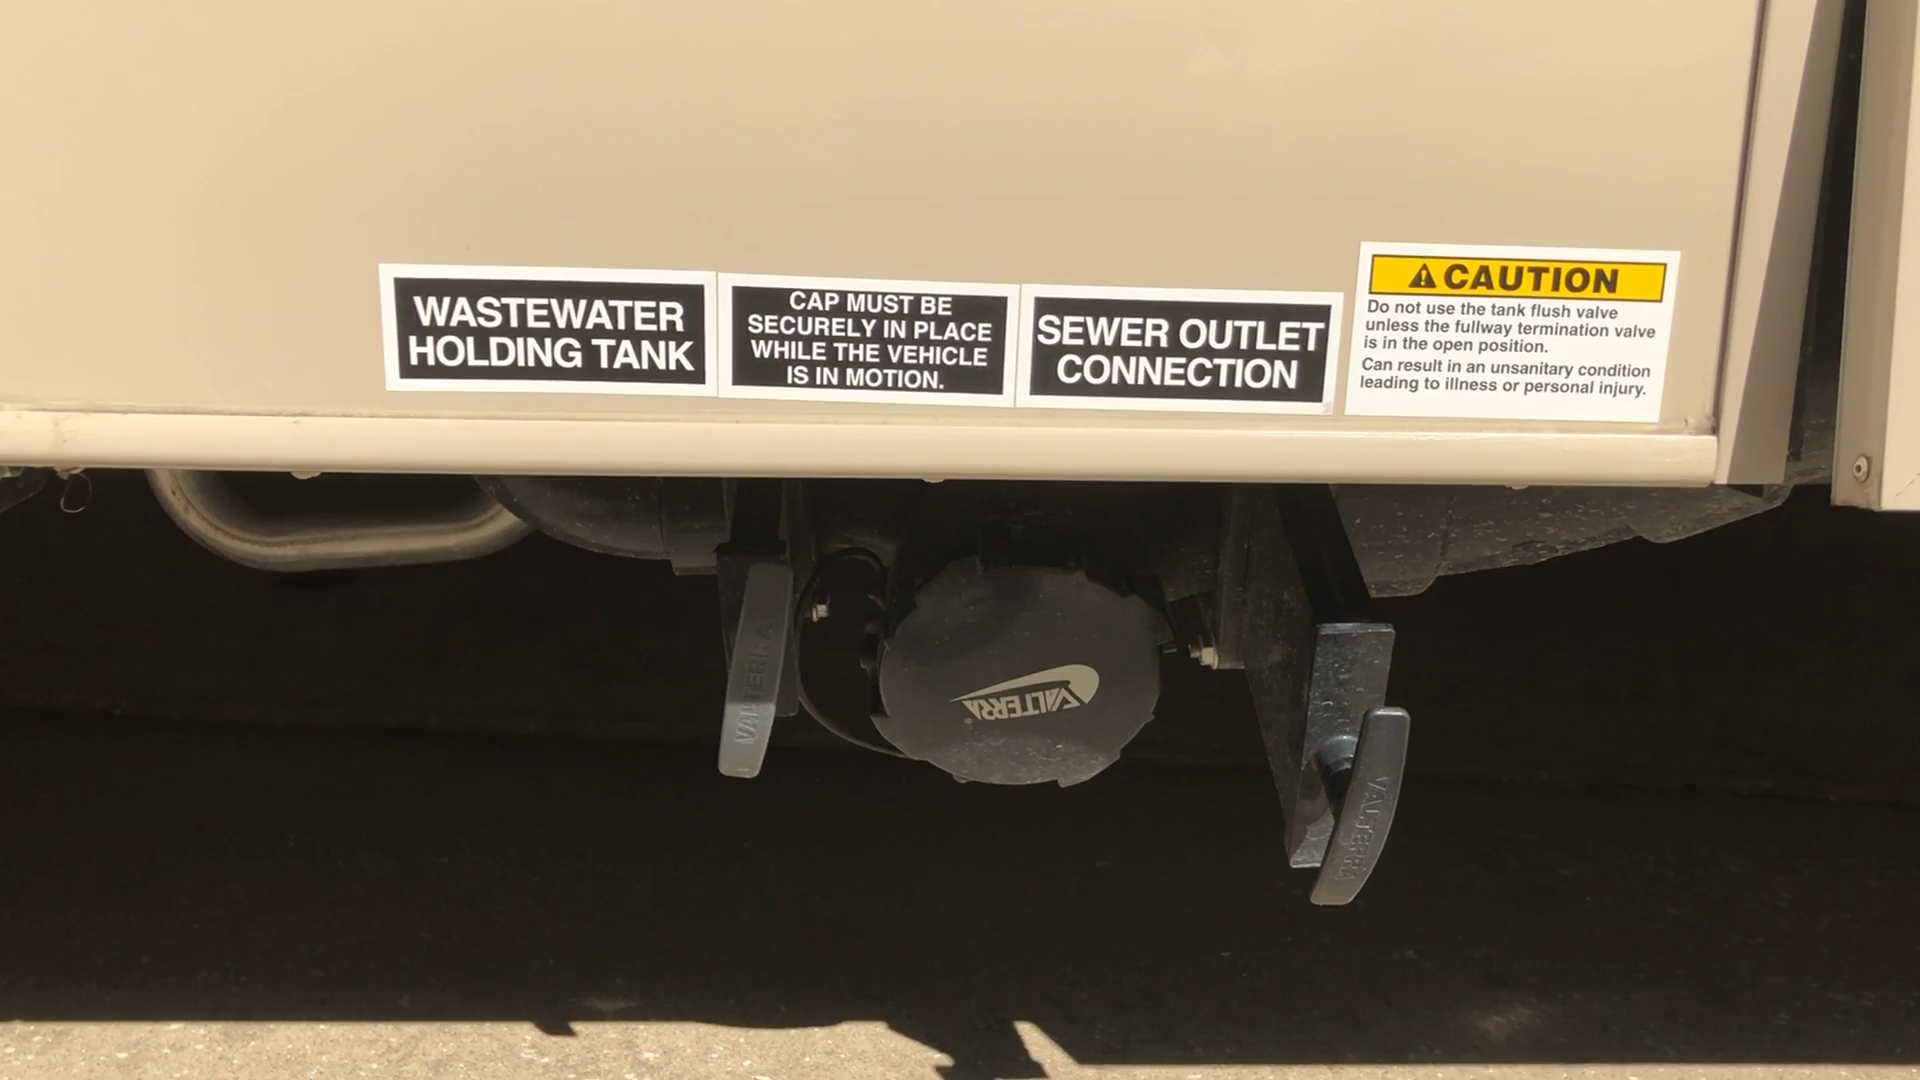 WASTEWATER
HOLDING TANK
CAP MUST BE
SECURELY IN PLACE
WHILE THE VEHICLE
IS IN MOTION.
SEWER OUTLET
CONNECTION
CAUTION
Do not use the tank flush valve
unless the fullway termination valve
is in the open position.
Can result in an unsanitary condition
leading to illness or personal injury.
VALTERRA
VALTERRA®
VALTERRA